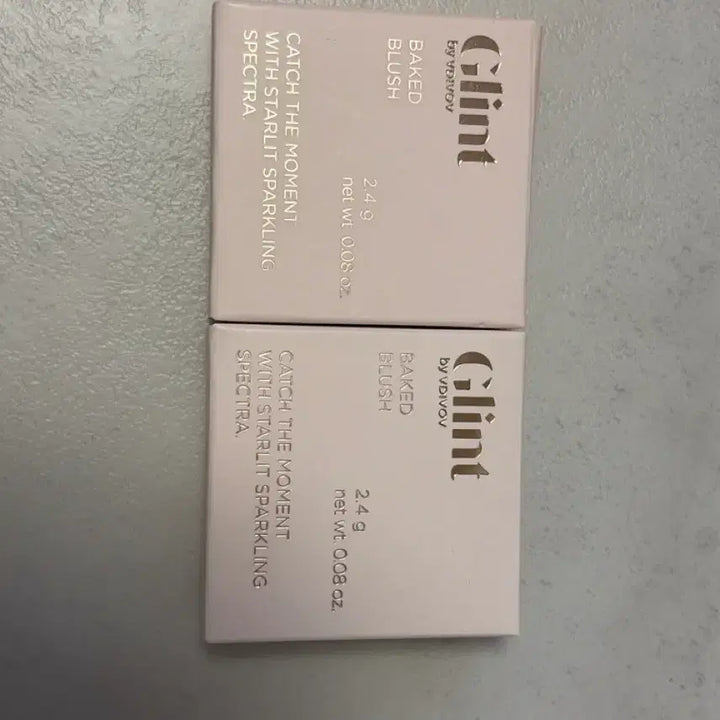 Glint
by VDIVOV
BAKED
BLUSH
2.4 g
net wt. 0.08 oz.
CATCH THE MOMENT
WITH STARLIT SPARKLING
SPECTRA.
Glint
by VDIVOV
BAKED
BLUSH
2.4 g
net wt. 0.08 oz.
CATCH THE MOMENT
WITH STARLIT SPARKLING
SPECTRA.